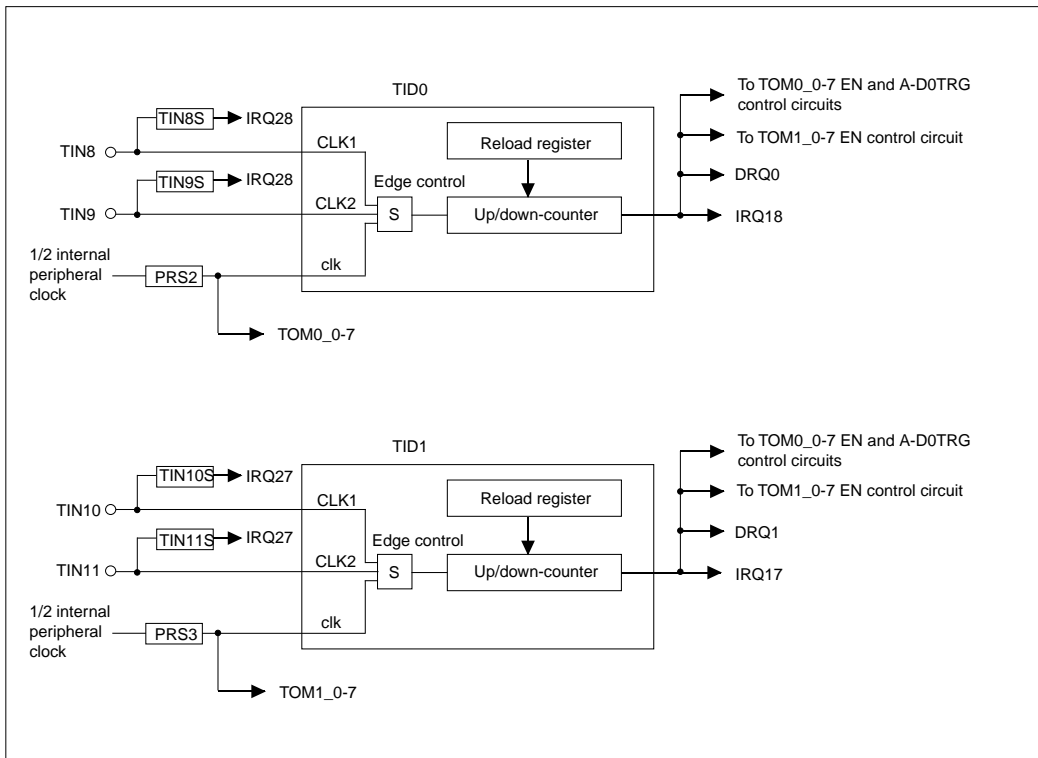 TID0
To TOM0_0-7 EN and A-D0TRG
control circuits
TIN8S
IRQ28
TIN8
CLK1
Reload register
To TOM1_0-7 EN control circuit
TIN9S
IRQ28
Edge control
DRQ0
TIN9
CLK2
S
Up/down-counter
IRQ18
1/2 internal
peripheral
clock
PRS2
clk
TOM0_0-7
TID1
To TOM0_0-7 EN and A-D0TRG
control circuits
TIN10S
IRQ27
TIN10
CLK1
Reload register
To TOM1_0-7 EN control circuit
TIN11S
IRQ27
Edge control
DRQ1
TIN11
CLK2
S
Up/down-counter
IRQ17
1/2 internal
peripheral
clock
PRS3
clk
TOM1_0-7